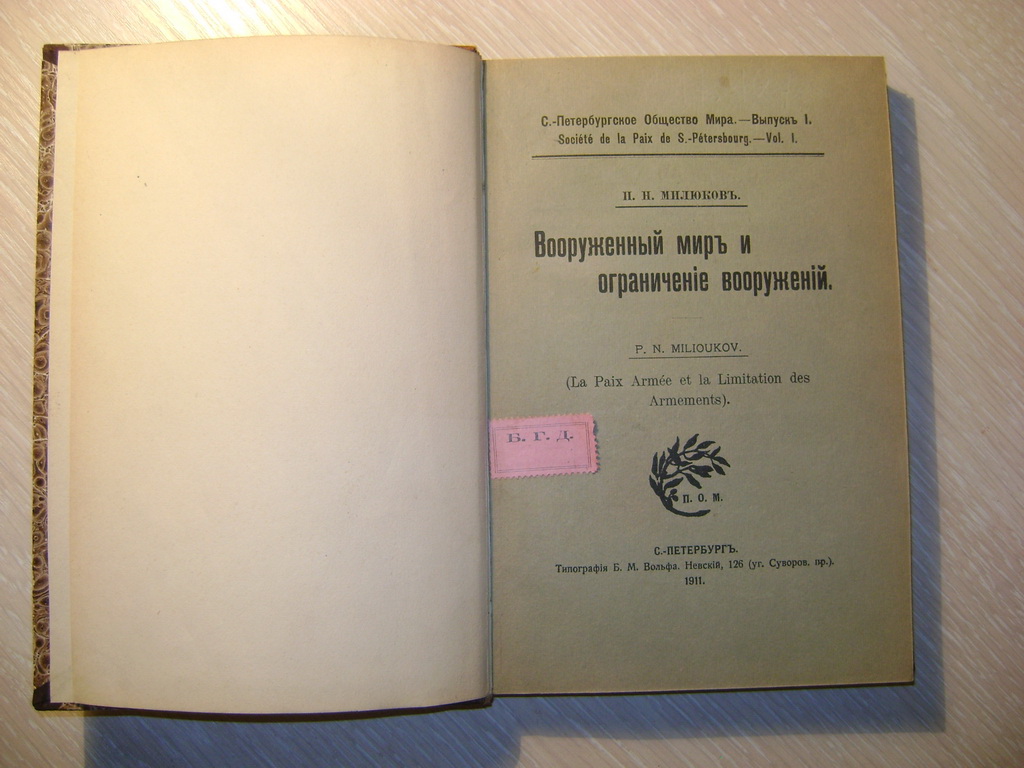 С.-Петербургское Общество Мира.—Выпускъ I.
Société de la Paix de S.-Pétersbourg.—Vol. I.
П. Н. МИЛЮКОВЪ.
Вооруженный миръ и
ограниченіе вооруженій.
P. N. MILIOUKOV.
(La Paix Armée et la Limitation des
Armements).
Б. Г. Д.
П. О. М.
С.-ПЕТЕРБУРГЪ.
Типографія Б. М. Вольфа. Невскій, 126 (уг. Суворов. пр.).
1911.